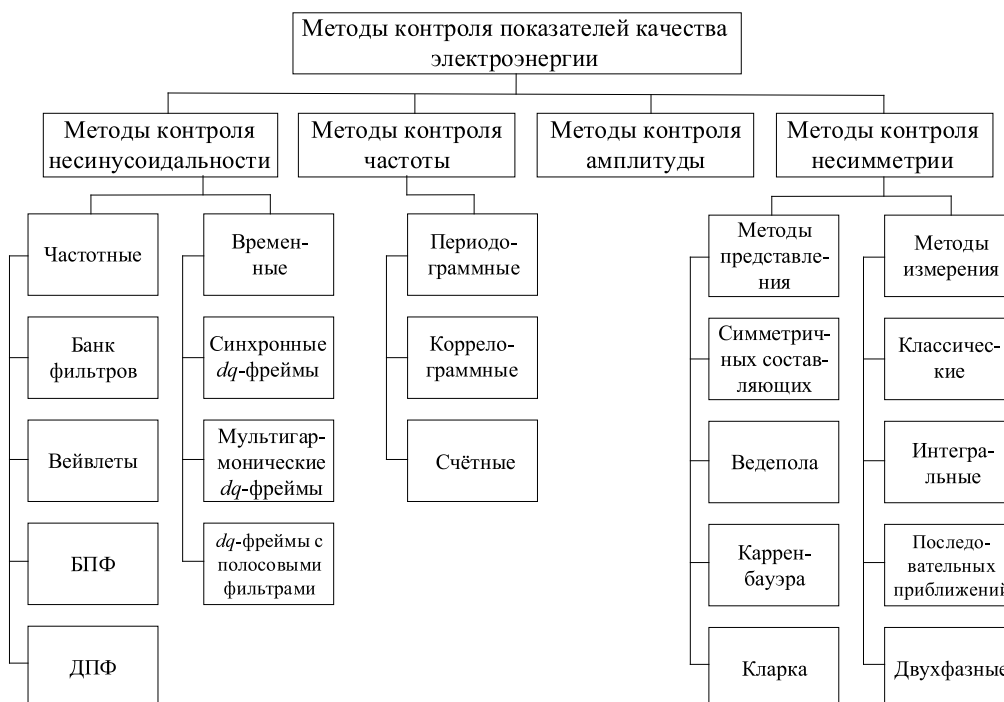 Методы контроля показателей качества
электроэнергии
Методы контроля
несинусоидальности
Методы контроля
частоты
Методы контроля
амплитуды
Методы контроля
несимметрии
Частотные
Банк
фильтров
Вейвлеты
БПФ
ДПФ
Времен-
ные
Синхронные
dq-фреймы
Мультигар-
монические
dq-фреймы
dq-фреймы с
полосовыми
фильтрами
Периодо-
граммные
Коррело-
граммные
Счётные
Методы
представле-
ния
Симметрич-
ных состав-
ляющих
Ведепола
Каррен-
бауэра
Кларка
Методы
измерения
Классичес-
кие
Интегра-
льные
Последо-
вательных
приближений
Двухфазные